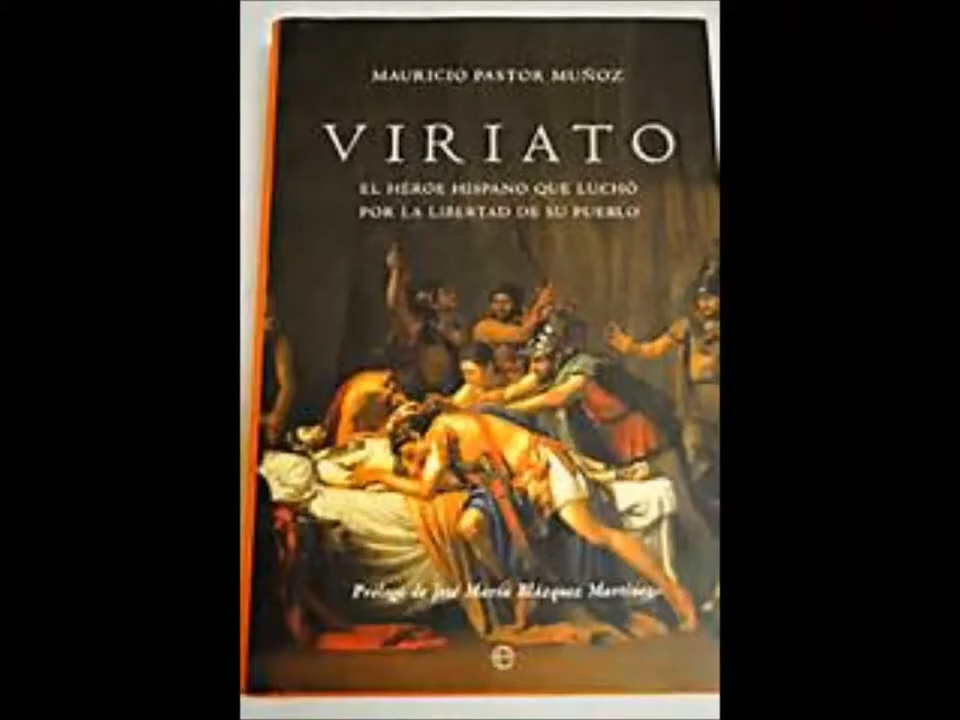 MAURICIO PASTOR MUÑOZ
VIRIATO
EL HÉROE HISPANO QUE LUCHÓ
POR LA LIBERTAD DE SU PUEBLO
Prólogo de José María Blázquez Martínez
e